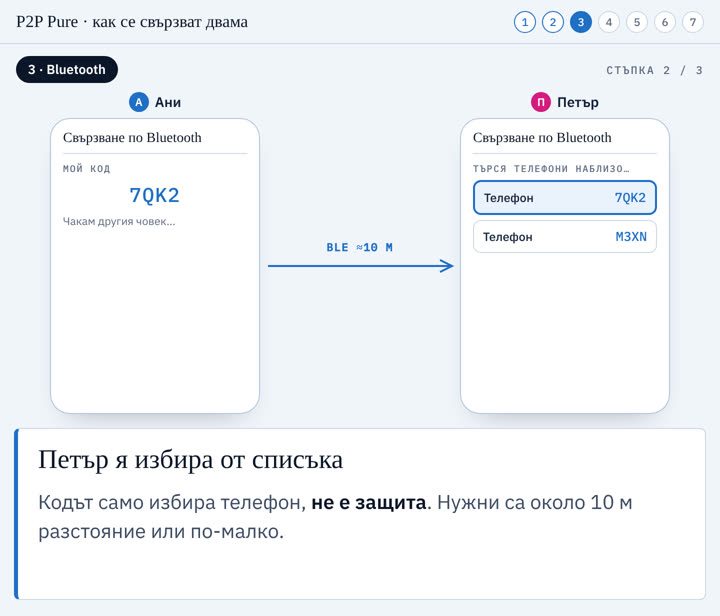 P2P Pure · как се свързват двама
1 2 3 4 5 6 7
3 · Bluetooth
СТЪПКА 2 / 3
А Ани
П Петър
Свързване по Bluetooth
МОЙ КОД
7QK2
Чакам другия човек...
BLE ≈10 М
Свързване по Bluetooth
ТЪРСЯ ТЕЛЕФОНИ НАБЛИЗО…
Телефон 7QK2
Телефон M3XN
Петър я избира от списъка
Кодът само избира телефон, не е защита. Нужни са около 10 м
разстояние или по-малко.